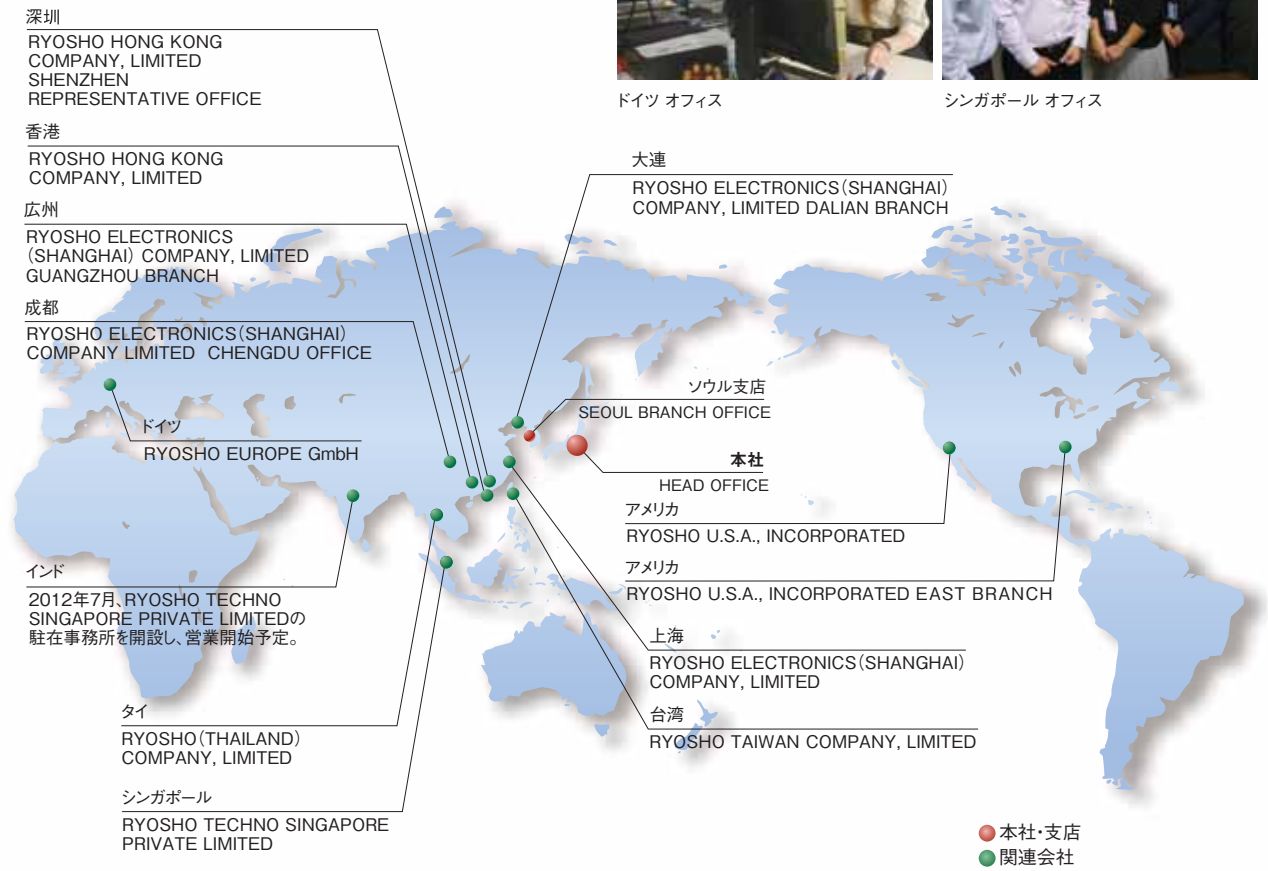 深圳
RYOSHO HONG KONG
COMPANY, LIMITED
SHENZHEN
REPRESENTATIVE OFFICE
香港
RYOSHO HONG KONG
COMPANY, LIMITED
広州
RYOSHO ELECTRONICS
（SHANGHAI）COMPANY, LIMITED
GUANGZHOU BRANCH
成都
RYOSHO ELECTRONICS（SHANGHAI）
COMPANY LIMITED CHENGDU OFFICE
ドイツ
RYOSHO EUROPE GmbH
インド
2012年7月、RYOSHO TECHNO
SINGAPORE PRIVATE LIMITEDの
駐在事務所を開設し、営業開始予定。
タイ
RYOSHO（THAILAND）
COMPANY, LIMITED
シンガポール
RYOSHO TECHNO SINGAPORE
PRIVATE LIMITED
ドイツ オフィス
シンガポール オフィス
大連
RYOSHO ELECTRONICS（SHANGHAI）
COMPANY, LIMITED DALIAN BRANCH
ソウル支店
SEOUL BRANCH OFFICE
本社
HEAD OFFICE
アメリカ
RYOSHO U.S.A., INCORPORATED
アメリカ
RYOSHO U.S.A., INCORPORATED EAST BRANCH
上海
RYOSHO ELECTRONICS（SHANGHAI）
COMPANY, LIMITED
台湾
RYOSHO TAIWAN COMPANY, LIMITED
本社・支店
関連会社